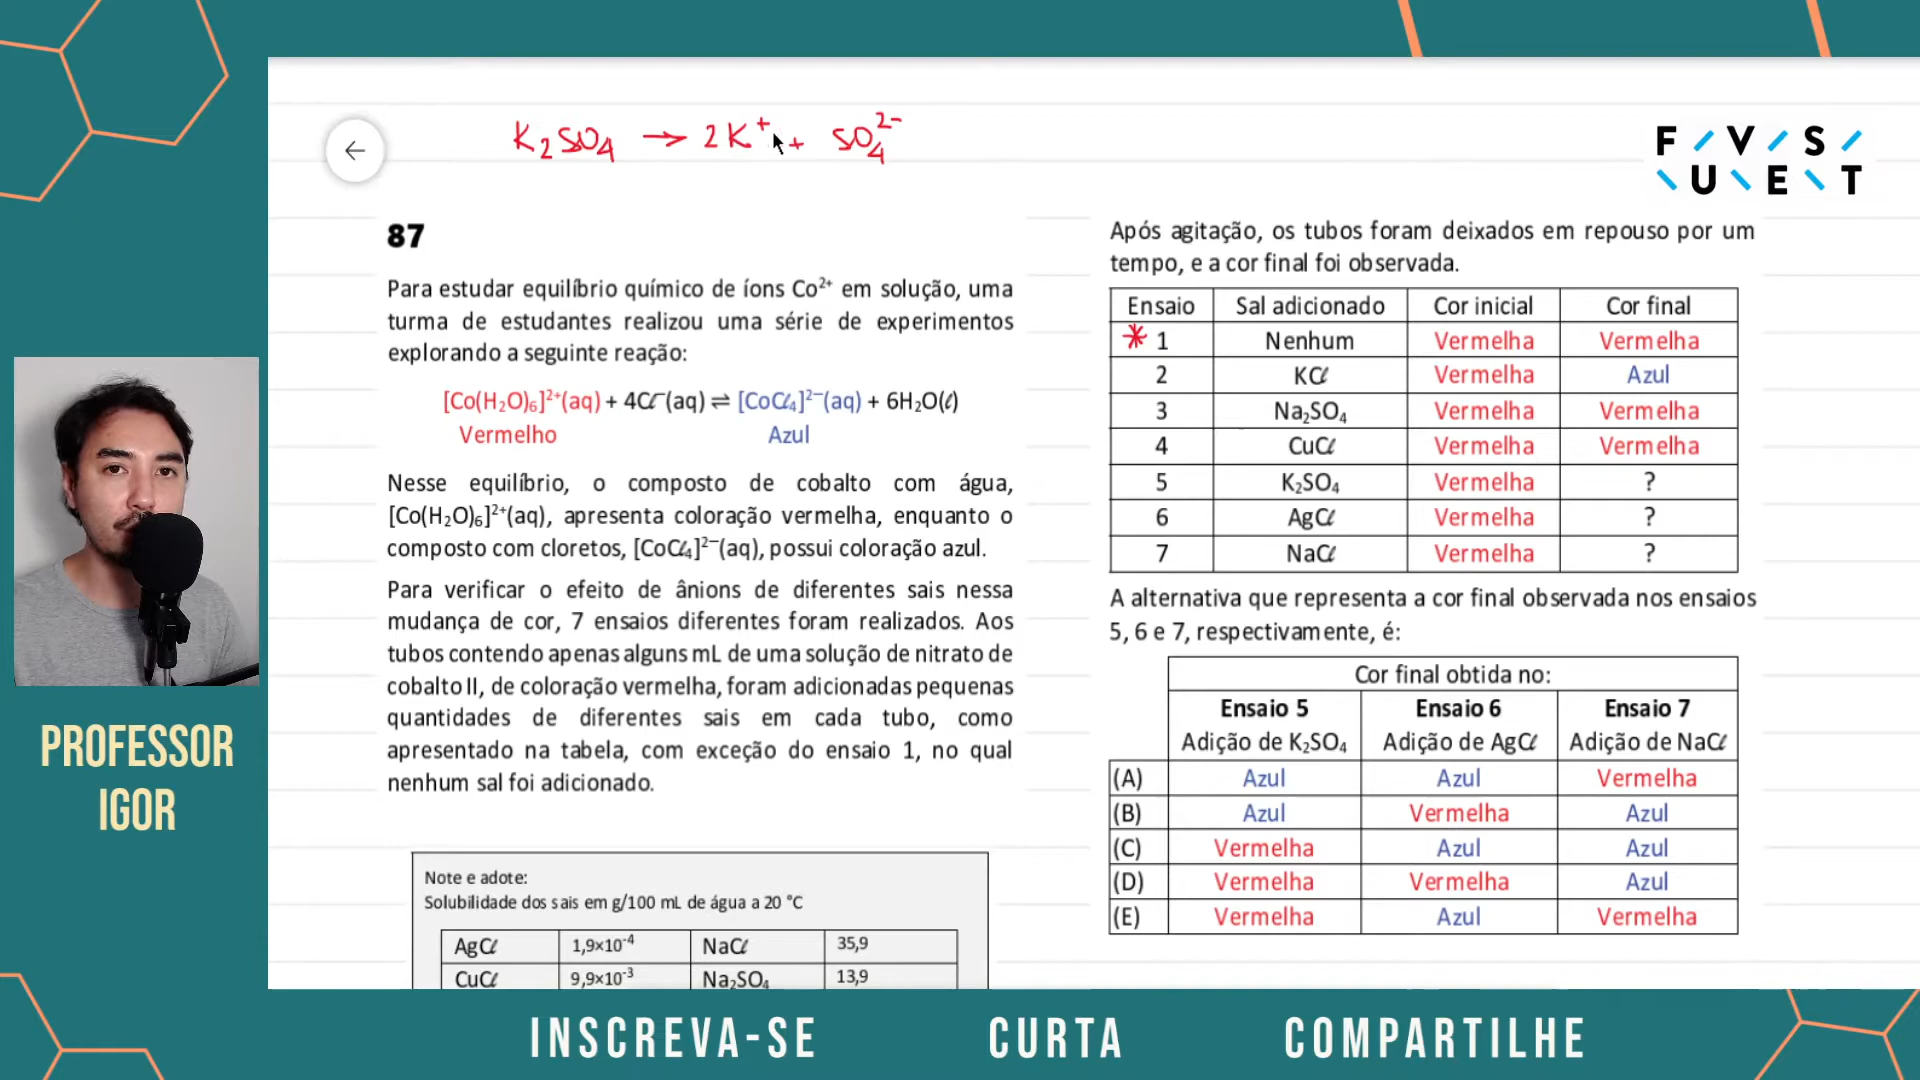 K₂SO₄ → 2K⁺ + SO₄²⁻
FUVEST
87
Para estudar equilíbrio químico de íons Co²⁺ em solução, uma
turma de estudantes realizou uma série de experimentos
explorando a seguinte reação:
[Co(H₂O)₆]²⁺(aq) + 4Cℓ⁻(aq) ⇌ [CoCℓ₄]²⁻(aq) + 6H₂O(ℓ)
Vermelho Azul
Nesse equilíbrio, o composto de cobalto com água,
[Co(H₂O)₆]²⁺(aq), apresenta coloração vermelha, enquanto o
composto com cloretos, [CoCℓ₄]²⁻(aq), possui coloração azul.
Para verificar o efeito de ânions de diferentes sais nessa
mudança de cor, 7 ensaios diferentes foram realizados. Aos
tubos contendo apenas alguns mL de uma solução de nitrato de
cobalto II, de coloração vermelha, foram adicionadas pequenas
quantidades de diferentes sais em cada tubo, como
apresentado na tabela, com exceção do ensaio 1, no qual
nenhum sal foi adicionado.
Note e adote:
Solubilidade dos sais em g/100 mL de água a 20 °C
AgCℓ 1,9×10⁻⁴ NaCℓ 35,9
CuCℓ 9,9×10⁻³ Na₂SO₄ 13,9
Após agitação, os tubos foram deixados em repouso por um
tempo, e a cor final foi observada.
Ensaio Sal adicionado Cor inicial Cor final
* 1 Nenhum Vermelha Vermelha
2 KCℓ Vermelha Azul
3 Na₂SO₄ Vermelha Vermelha
4 CuCℓ Vermelha Vermelha
5 K₂SO₄ Vermelha ?
6 AgCℓ Vermelha ?
7 NaCℓ Vermelha ?
A alternativa que representa a cor final observada nos ensaios
5, 6 e 7, respectivamente, é:
Cor final obtida no:
Ensaio 5 Ensaio 6 Ensaio 7
Adição de K₂SO₄ Adição de AgCℓ Adição de NaCℓ
(A) Azul Azul Vermelha
(B) Azul Vermelha Azul
(C) Vermelha Azul Azul
(D) Vermelha Vermelha Azul
(E) Vermelha Azul Vermelha
PROFESSOR
IGOR
INSCREVA-SE CURTA COMPARTILHE